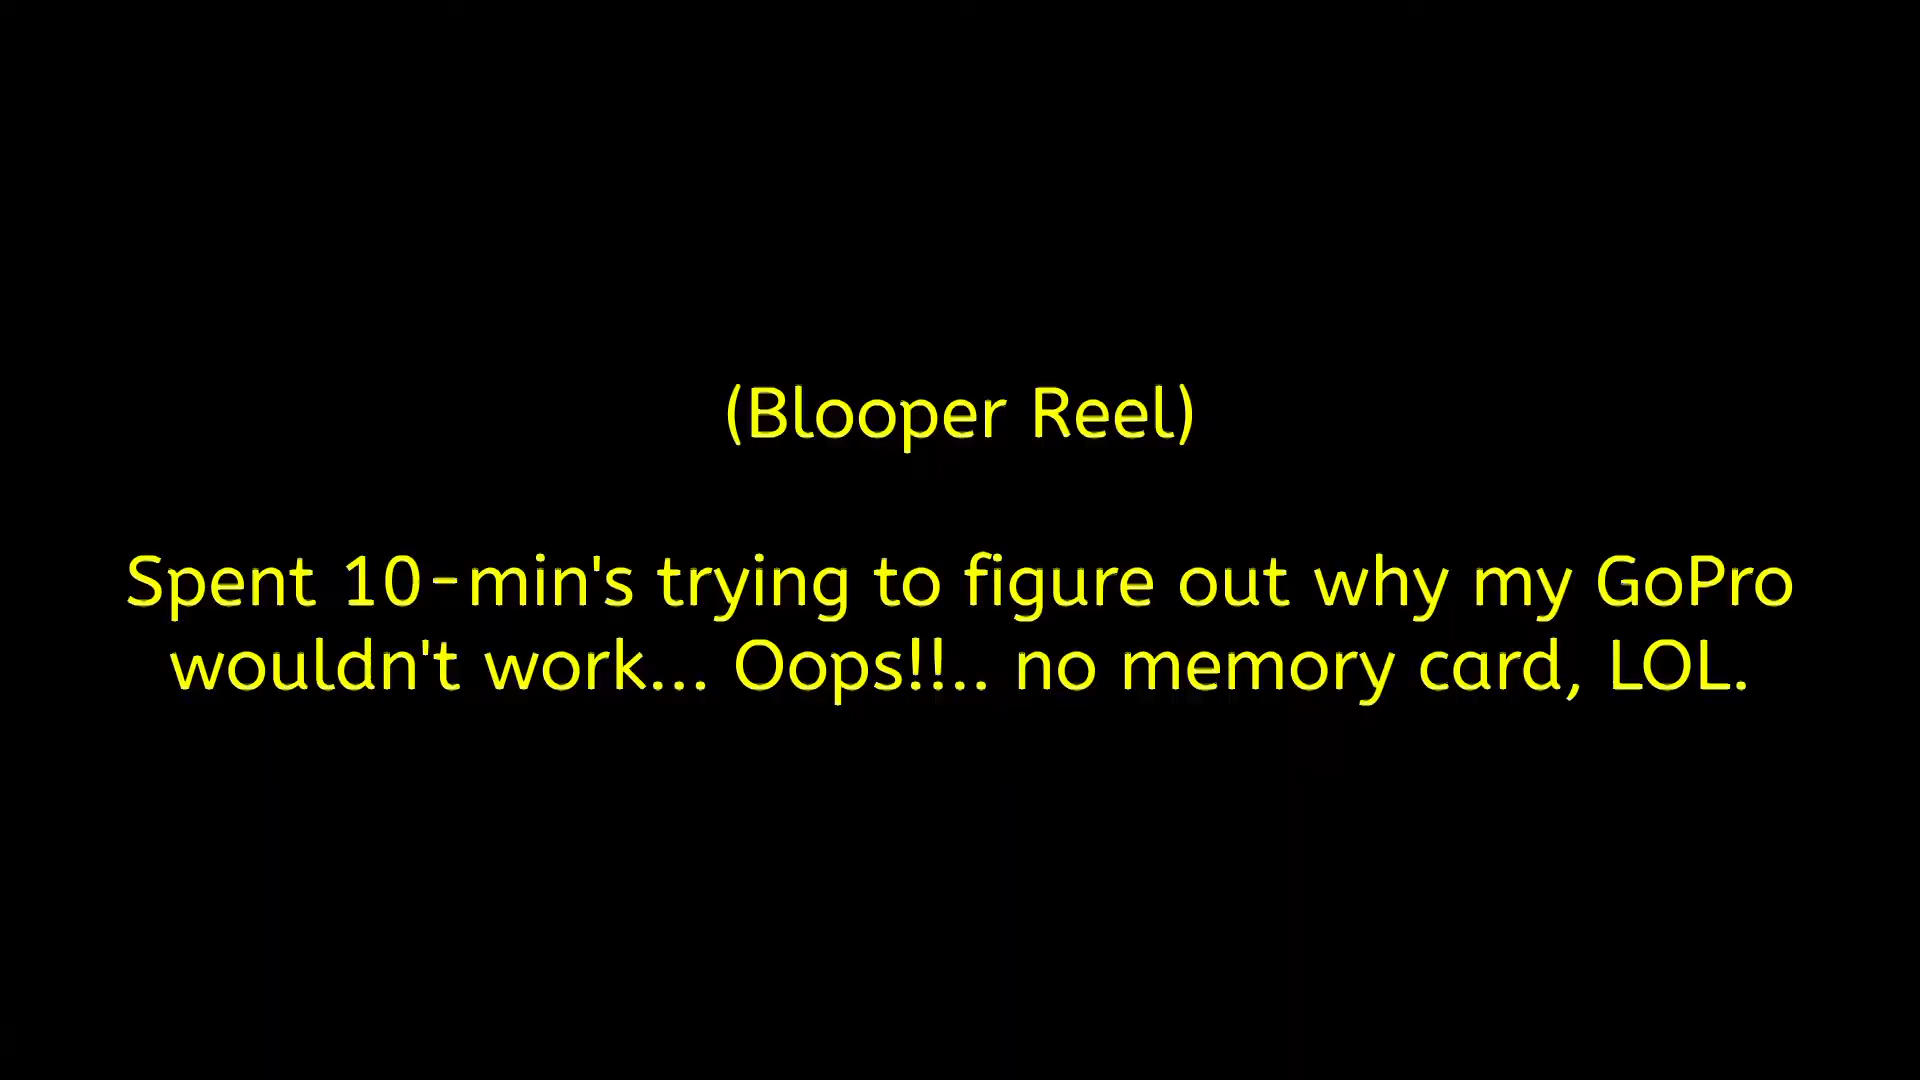 (Blooper Reel)
Spent 10-min's trying to figure out why my GoPro
wouldn't work... Oops!!.. no memory card, LOL.